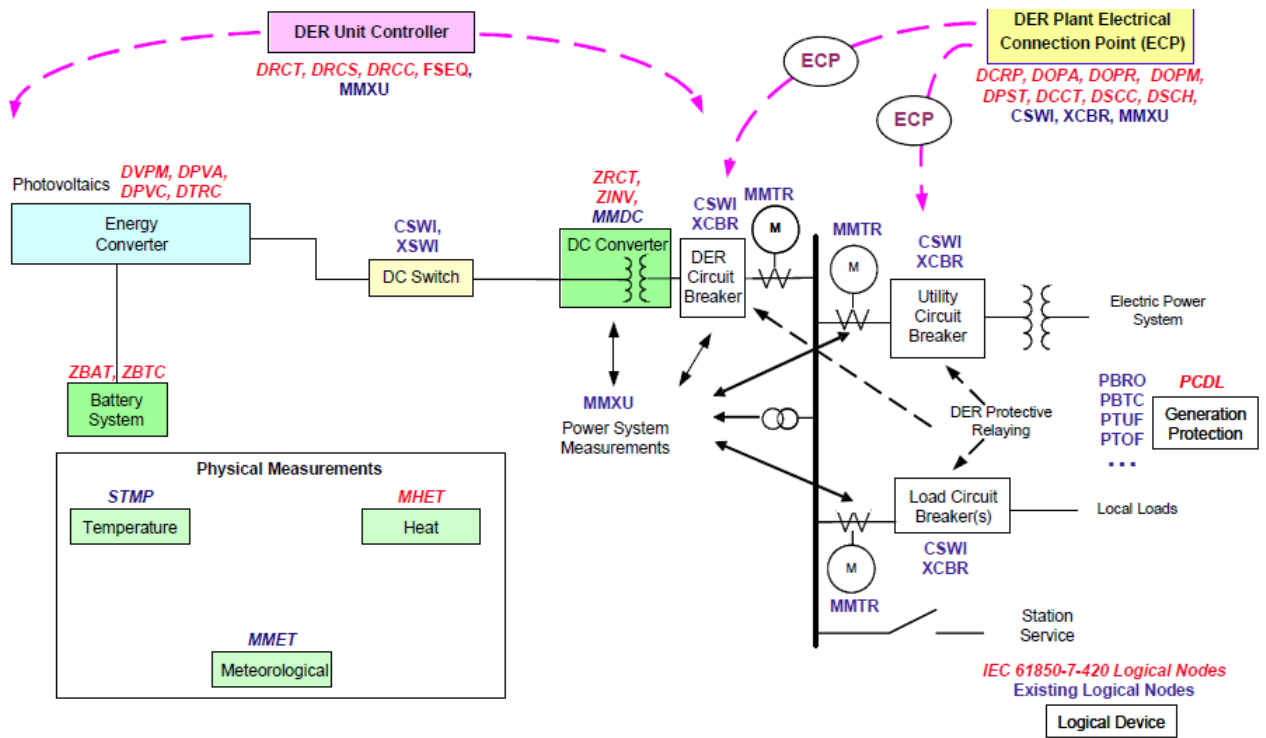 DER Unit Controller
DRCT, DRCS, DRCC, FSEQ,
MMXU
ECP
ECP
DER Plant Electrical
Connection Point (ECP)
DCRP, DOPA, DOPR, DOPM,
DPST, DCCT, DSCC, DSCH,
CSWI, XCBR, MMXU
Photovoltaics
DVPM, DPVA,
DPVC, DTRC
Energy
Converter
CSWI,
XSWI
DC Switch
ZRCT,
ZINV,
MMDC
DC Converter
CSWI
XCBR
DER
Circuit
Breaker
MMTR
M
MMTR
M
CSWI
XCBR
Utility
Circuit
Breaker
Electric Power
System
ZBAT, ZBTC
Battery
System
MMXU
Power System
Measurements
DER Protective
Relaying
PBRO
PBTC
PTUF
PTOF
...
PCDL
Generation
Protection
Physical Measurements
STMP
Temperature
MHET
Heat
MMET
Meteorological
Load Circuit
Breaker(s)
CSWI
XCBR
Local Loads
M
MMTR
Station
Service
IEC 61850-7-420 Logical Nodes
Existing Logical Nodes
Logical Device